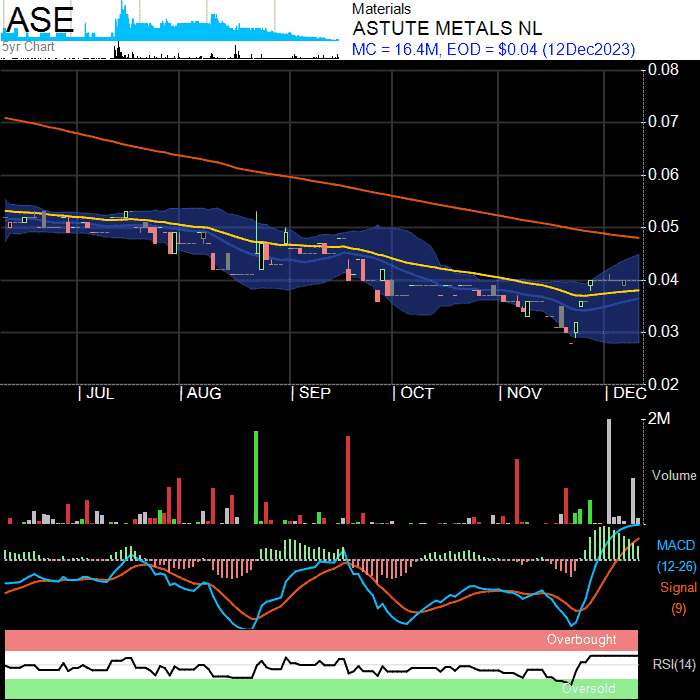 ASE
5yr Chart
Materials
ASTUTE METALS NL
MC = 16.4M, EOD = $0.04 (12Dec2023)
0.08
0.07
0.06
0.05
0.04
0.03
0.02
| JUL | AUG | SEP | OCT | NOV | DEC
2M
Volume
MACD
(12-26)
Signal
(9)
Overbought
RSI(14)
Oversold